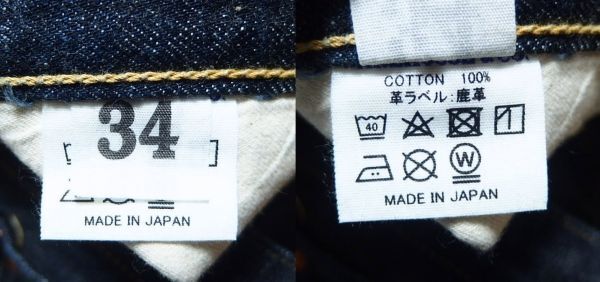 34
MADE IN JAPAN
COTTON 100%
革ラベル:鹿革
40
W
MADE IN JAPAN